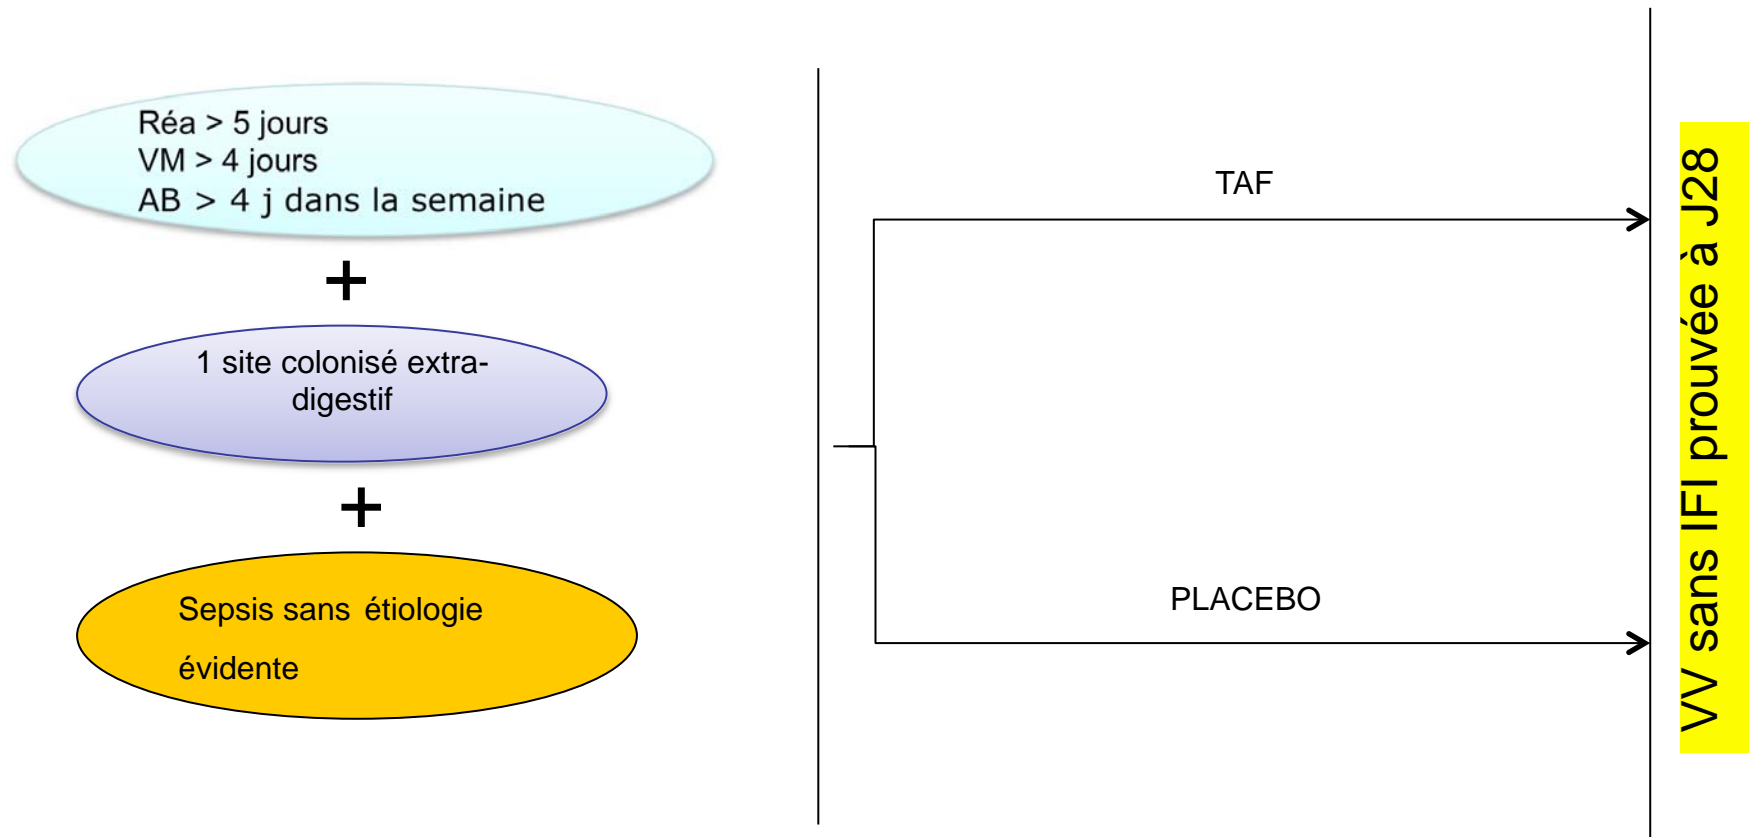 Réa > 5 jours
VM > 4 jours
AB > 4 j dans la semaine
+
1 site colonisé extra-
digestif
+
Sepsis sans étiologie
évidente
TAF
PLACEBO
VV sans IFI prouvée à J28